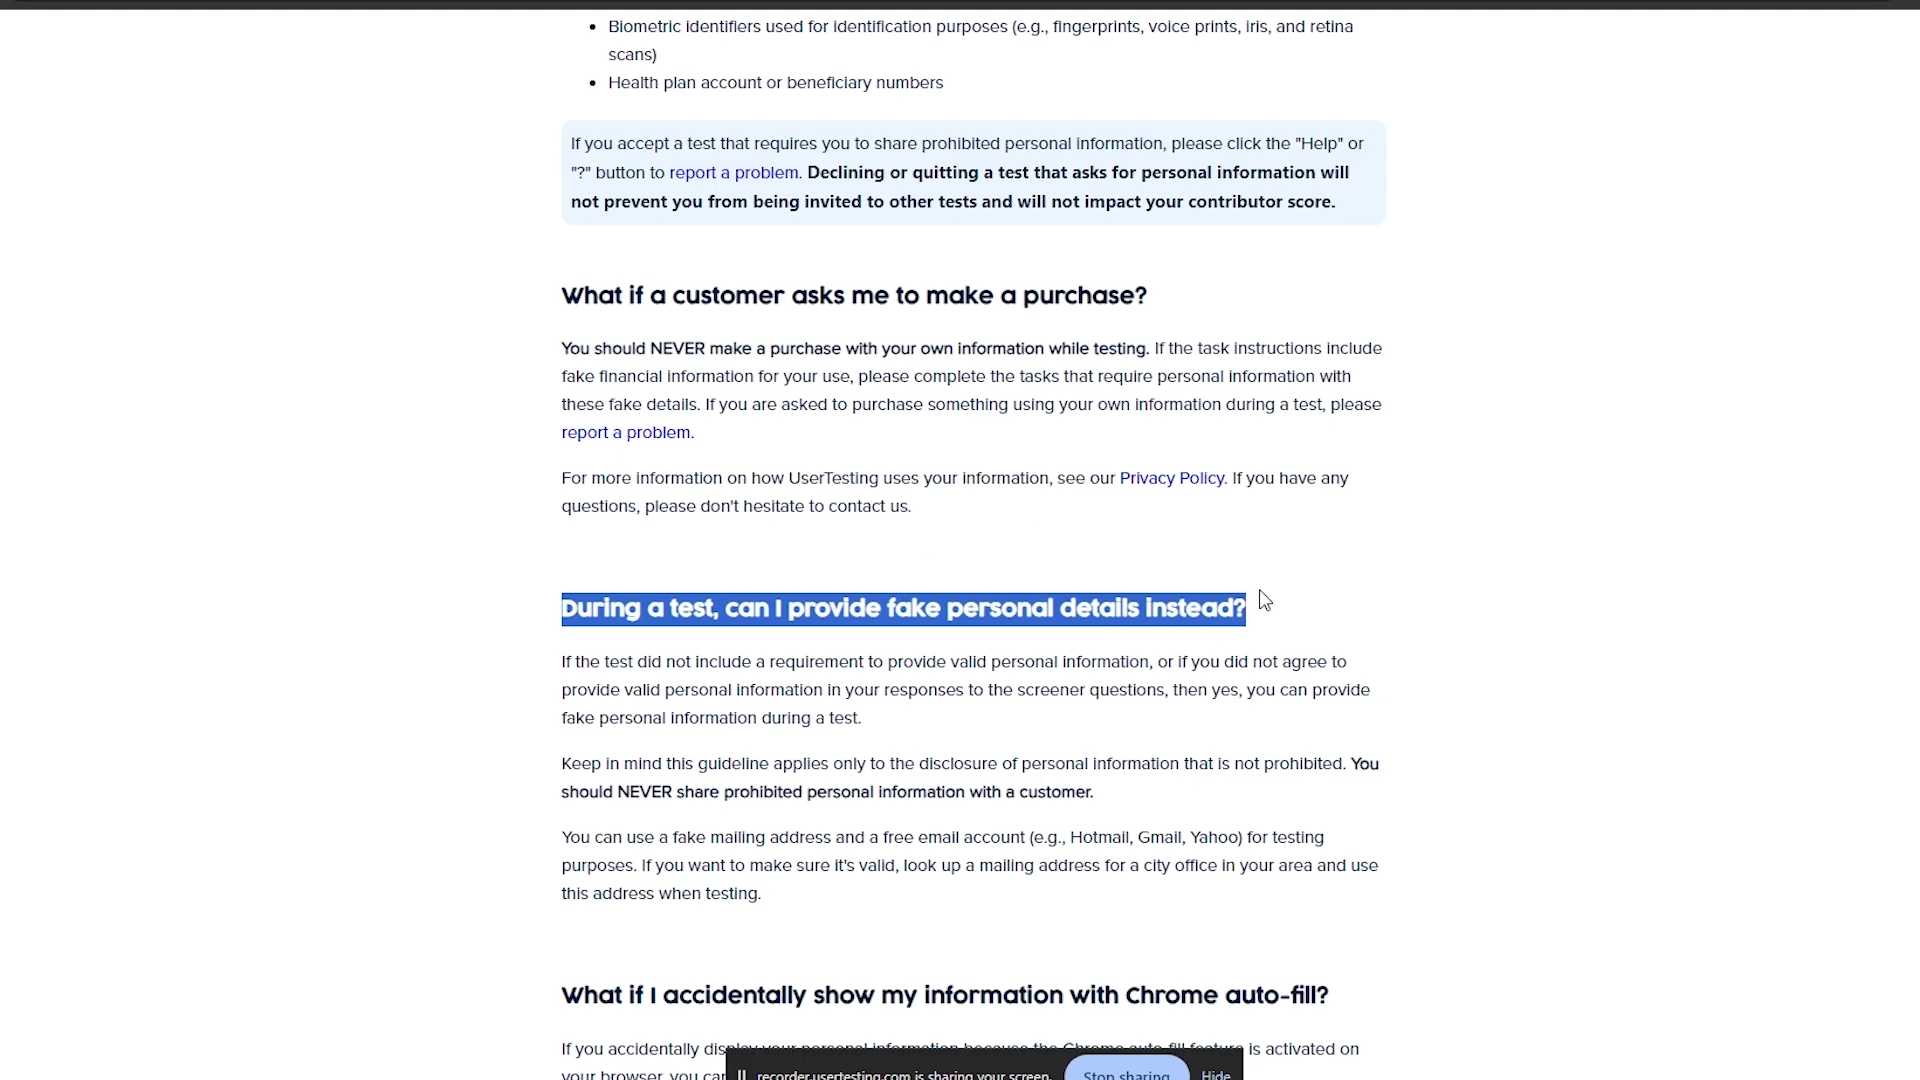 Biometric identifiers used for identification purposes (e.g., fingerprints, voice prints, iris, and retina
scans)
Health plan account or beneficiary numbers
If you accept a test that requires you to share prohibited personal information, please click the "Help" or
"?" button to report a problem. Declining or quitting a test that asks for personal information will
not prevent you from being invited to other tests and will not impact your contributor score.
What if a customer asks me to make a purchase?
You should NEVER make a purchase with your own information while testing. If the task instructions include
fake financial information for your use, please complete the tasks that require personal information with
these fake details. If you are asked to purchase something using your own information during a test, please
report a problem.
For more information on how UserTesting uses your information, see our Privacy Policy. If you have any
questions, please don't hesitate to contact us.
During a test, can I provide fake personal details instead?
If the test did not include a requirement to provide valid personal information, or if you did not agree to
provide valid personal information in your responses to the screener questions, then yes, you can provide
fake personal information during a test.
Keep in mind this guideline applies only to the disclosure of personal information that is not prohibited. You
should NEVER share prohibited personal information with a customer.
You can use a fake mailing address and a free email account (e.g., Hotmail, Gmail, Yahoo) for testing
purposes. If you want to make sure it's valid, look up a mailing address for a city office in your area and use
this address when testing.
What if I accidentally show my information with Chrome auto-fill?
If you accidentally display your personal information because the Chrome auto-fill feature is activated on
your browser, you can
recorder.usertesting.com is sharing your screen. Stop sharing Hide